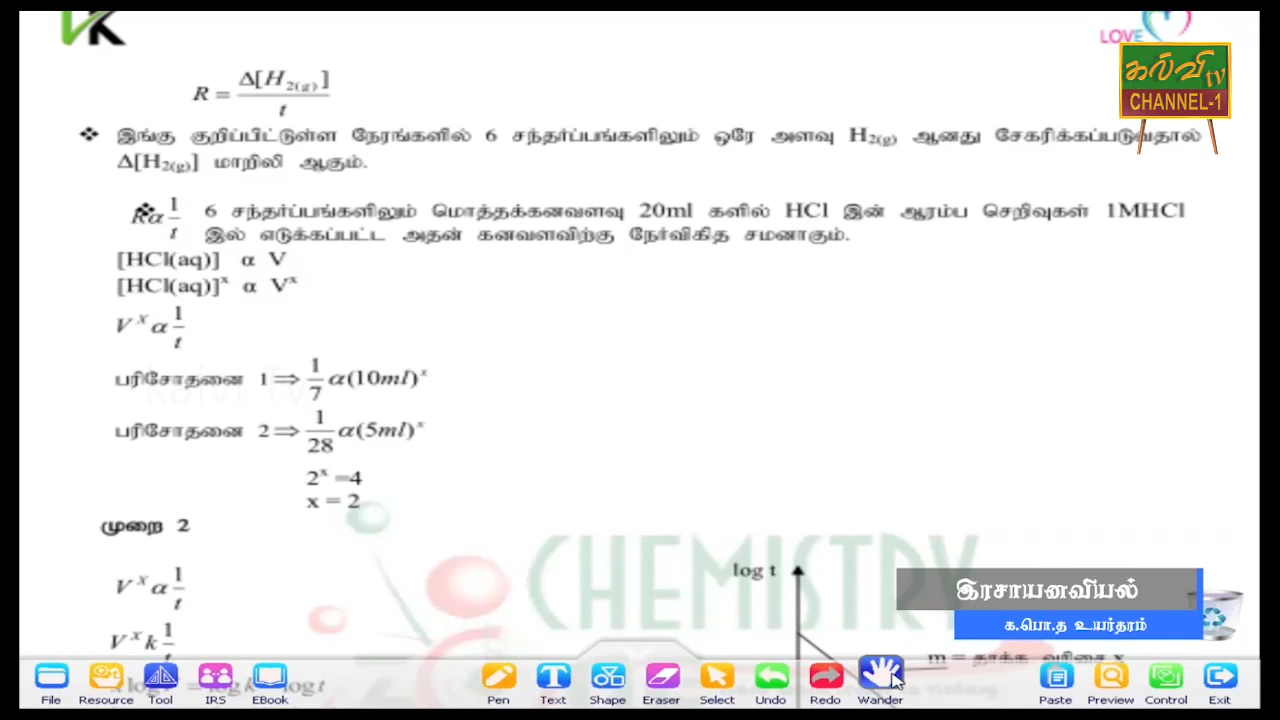 VK
LOVE
கல்வி tv
CHANNEL-1
R = Δ[H2(g)] / t
❖ இங்கு குறிப்பிட்டுள்ள நேரங்களில் 6 சந்தர்ப்பங்களிலும் ஒரே அளவு H2(g) ஆனது சேகரிக்கப்படுவதால்
Δ[H2(g)] மாறிலி ஆகும்.
❖ Rα 1/t 6 சந்தர்ப்பங்களிலும் மொத்தக்கனவளவு 20ml களில் HCl இன் ஆரம்ப செறிவுகள் 1MHCl
இல் எடுக்கப்பட்ட அதன் கனவளவிற்கு நேர்விகித சமனாகும்.
[HCl(aq)] α V
[HCl(aq)]ˣ α Vˣ
Vˣ α 1/t
பரிசோதனை 1 ⇒ 1/7 α (10ml)ˣ
பரிசோதனை 2 ⇒ 1/28 α (5ml)ˣ
2ˣ =4
x = 2
முறை 2
CHEMISTRY
Vˣ α 1/t
log t
இரசாயனவியல்
க.பொ.த உயர்தரம்
Vˣ k 1/t
m = தாக்க வரிசை x
File Resource Tool IRS EBook Pen Text Shape Eraser Select Undo Redo Wander Paste Preview Control Exit